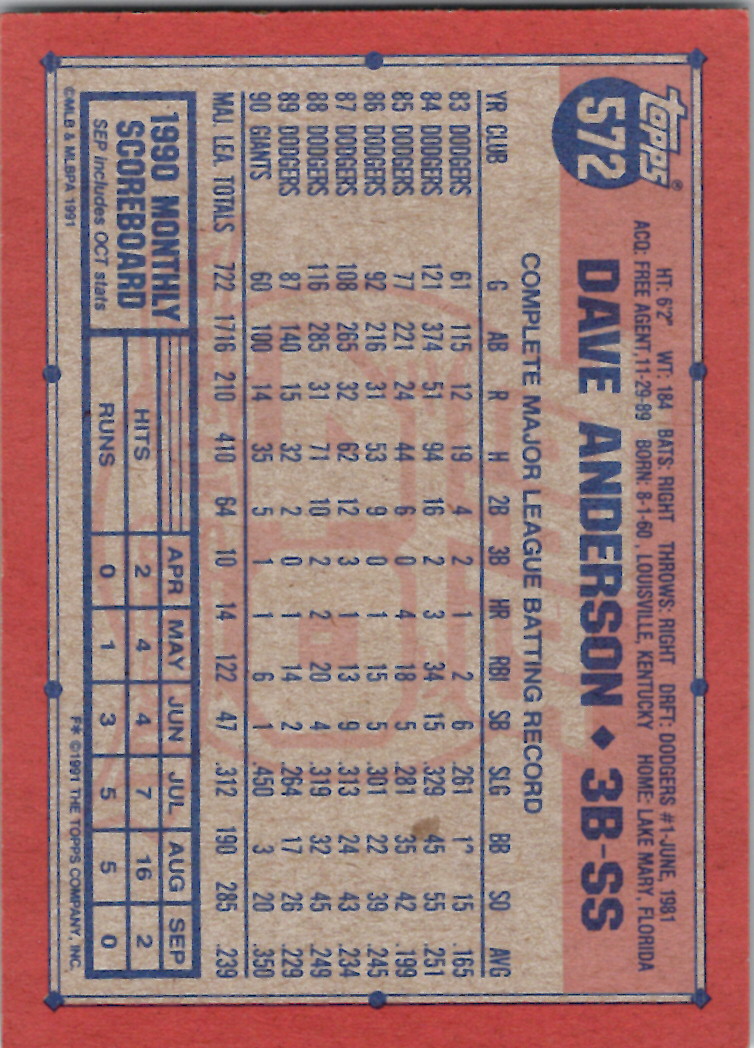 topps®
572
HT: 6'2" WT: 184 BATS: RIGHT THROWS: RIGHT DRFT: DODGERS #1-JUNE, 1981
ACQ: FREE AGENT, 11-29-89 BORN: 8-1-60, LOUISVILLE, KENTUCKY HOME: LAKE MARY, FLORIDA
DAVE ANDERSON ♦ 3B-SS
COMPLETE MAJOR LEAGUE BATTING RECORD
YR CLUB G AB R H 2B 3B HR RBI SB SLG BB SO AVG
83 DODGERS 61 115 12 19 4 2 1 2 6 .261 15 .165
84 DODGERS 121 374 51 94 16 2 3 34 15 .329 45 55 .251
85 DODGERS 77 221 24 44 6 0 4 18 5 .281 35 42 .199
86 DODGERS 92 216 31 53 9 0 1 15 5 .301 22 39 .245
87 DODGERS 108 265 32 62 12 3 1 13 9 .313 24 43 .234
88 DODGERS 116 285 31 71 10 2 2 20 4 .319 32 45 .249
89 DODGERS 87 140 15 32 2 0 1 14 2 .264 17 26 .229
90 GIANTS 60 100 14 35 5 1 1 6 1 .450 3 20 .350
MAJ. LEA. TOTALS 722 1716 210 410 64 10 14 122 47 .312 190 285 .239
1990 MONTHLY
SCOREBOARD
SEP includes OCT stats
APR MAY JUN JUL AUG SEP
HITS 2 4 4 7 16 2
RUNS 0 1 3 5 5 0
©MLB & MLBPA 1991
F* ©1991 THE TOPPS COMPANY, INC.